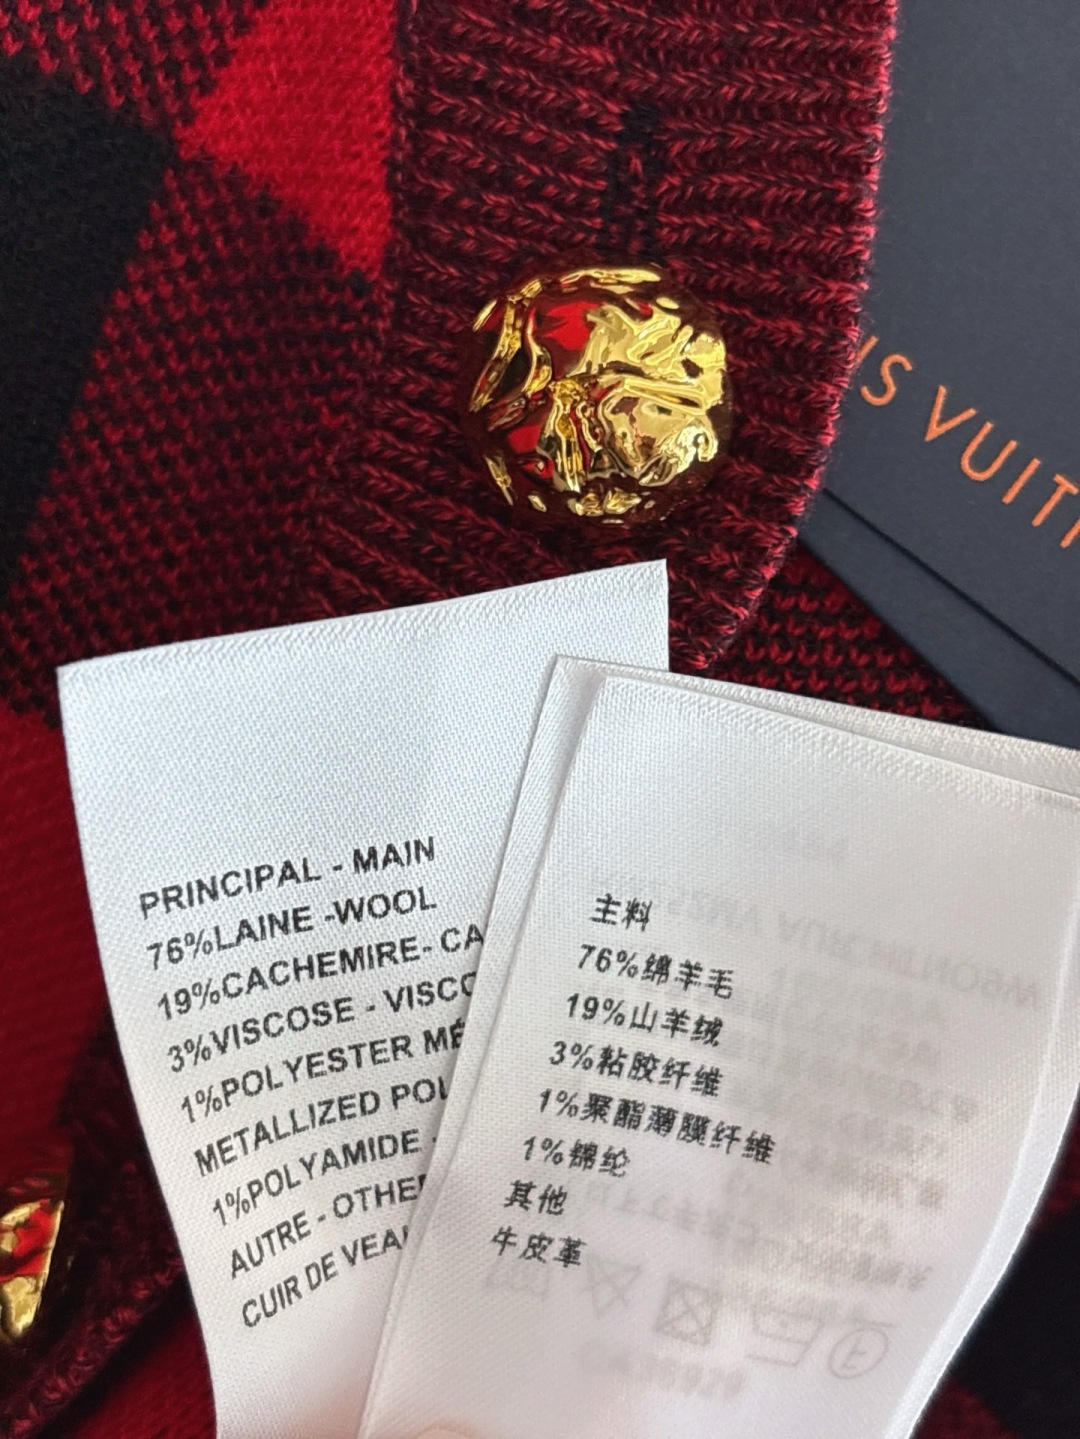 IS VUIT
PRINCIPAL - MAIN
76%LAINE -WOOL
19%CACHEMIRE- CA
3%VISCOSE - VISCO
1%POLYESTER MÉ
METALLIZED POL
1%POLYAMIDE -
AUTRE - OTHER
CUIR DE VEAU
主料
76%绵羊毛
19%山羊绒
3%粘胶纤维
1%聚酯薄膜纤维
1%锦纶
其他
牛皮革